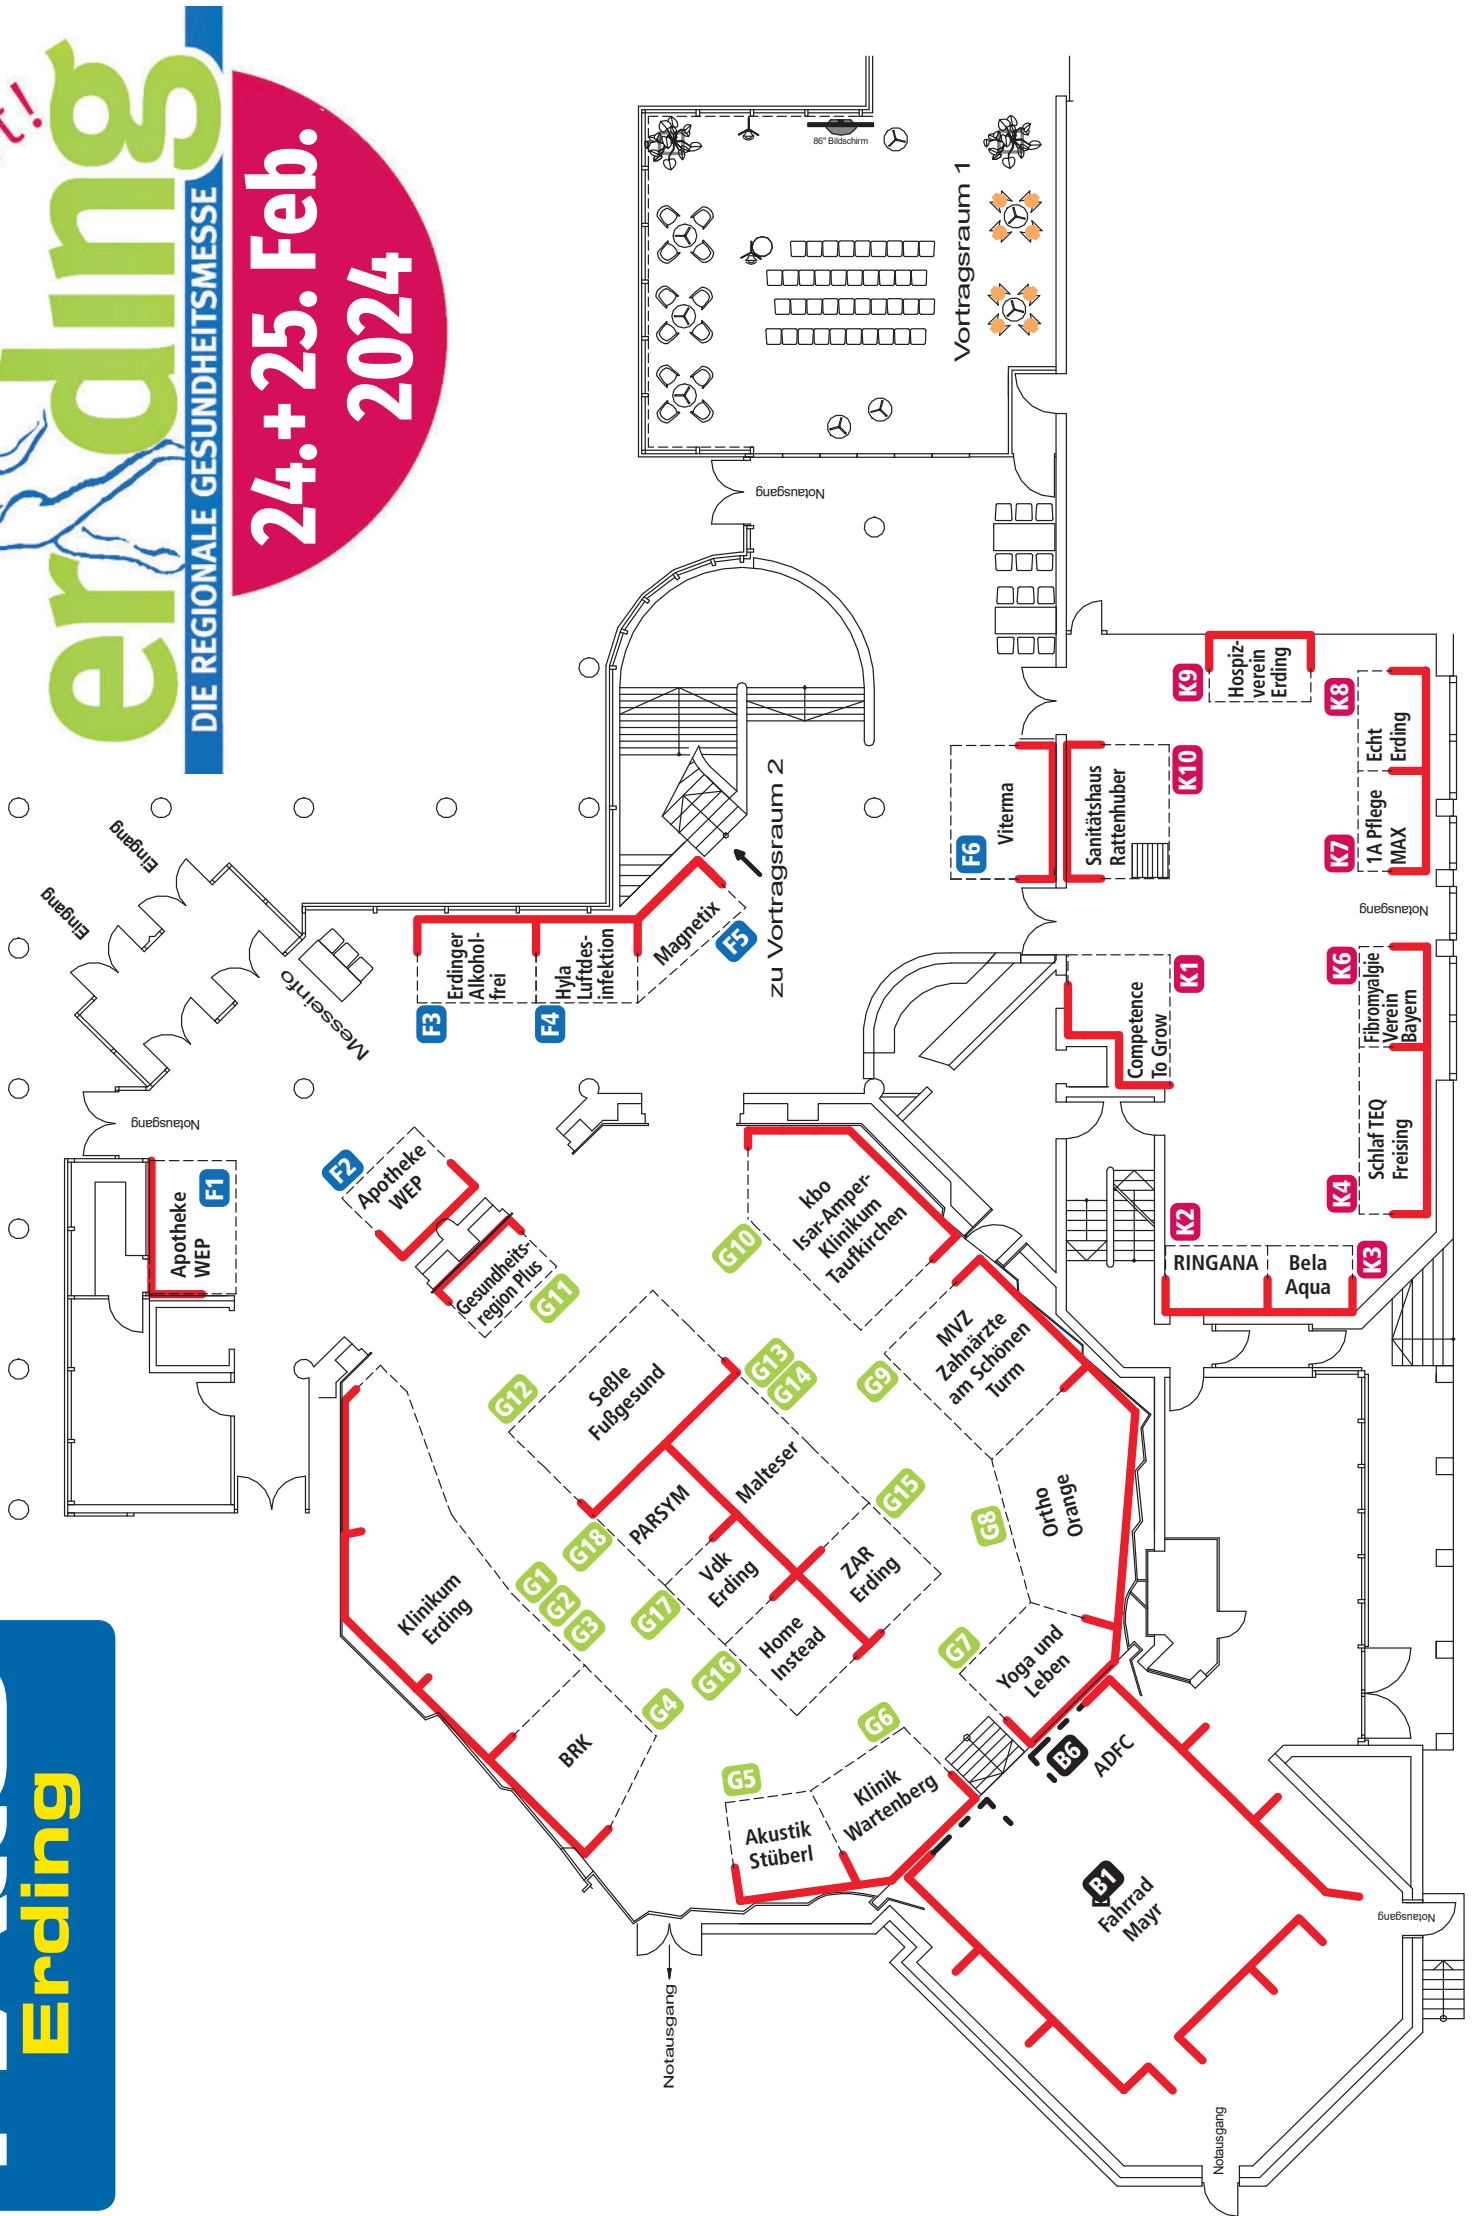 t!
er ding
DIE REGIONALE GESUNDHEITSMESSE
24.+25. Feb.
2024
Erding
Eingang
Eingang
Messeinfo
Notausgang
F1
Apotheke
WEP
F2
Apotheke
WEP
Gesundheits-
region Plus
G11
F3
Erdinger
Alkohol-
frei
F4
Hyla
Luftdes-
infektion
F5
Magnetix
zu Vortragsraum 2
86" Bildschirm
Vortragsraum 1
Notausgang
F6
Viterma
Sanitätshaus
Rattenhuber
K10
K9
Hospiz-
verein
Erding
K8
Echt
Erding
K7
1A Pflege
MAX
Notausgang
K6
Fibromyalgie
Verein
Bayern
K4
Schlaf TEQ
Freising
K1
Competence
To Grow
K2
RINGANA
Bela
Aqua
K3
G10
kbo
Isar-Amper-
Klinikum
Taufkirchen
G9
MVZ
Zahnärzte
am Schönen
Turm
G8
Ortho
Orange
G7
Yoga und
Leben
G12
Seßle
Fußgesund
G13
G14
Malteser
G15
ZAR
Erding
G18
PARSYM
G17
Vdk
Erding
G16
Home
Instead
G1
G2
G3
Klinikum
Erding
G4
BRK
G5
Akustik
Stüberl
G6
Klinik
Wartenberg
B6
ADFC
B1
Fahrrad
Mayr
Notausgang
Notausgang
Notausgang